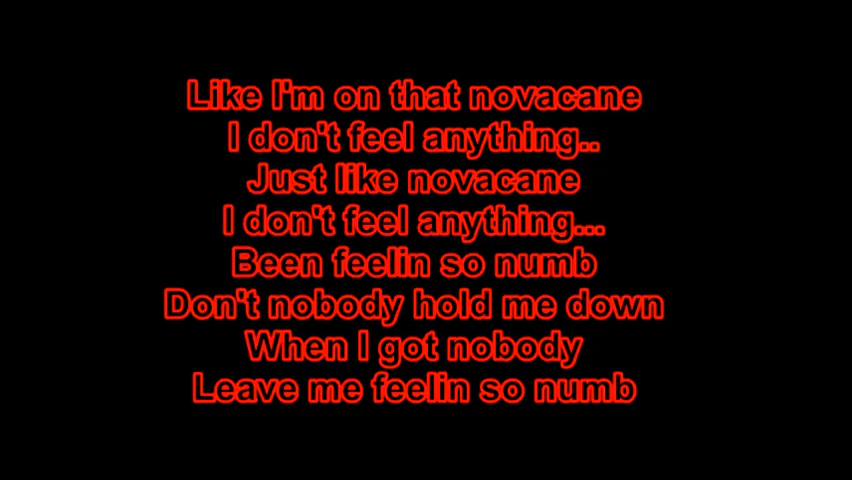 Like I'm on that novacane
I don't feel anything..
Just like novacane
I don't feel anything...
Been feelin so numb
Don't nobody hold me down
When I got nobody
Leave me feelin so numb